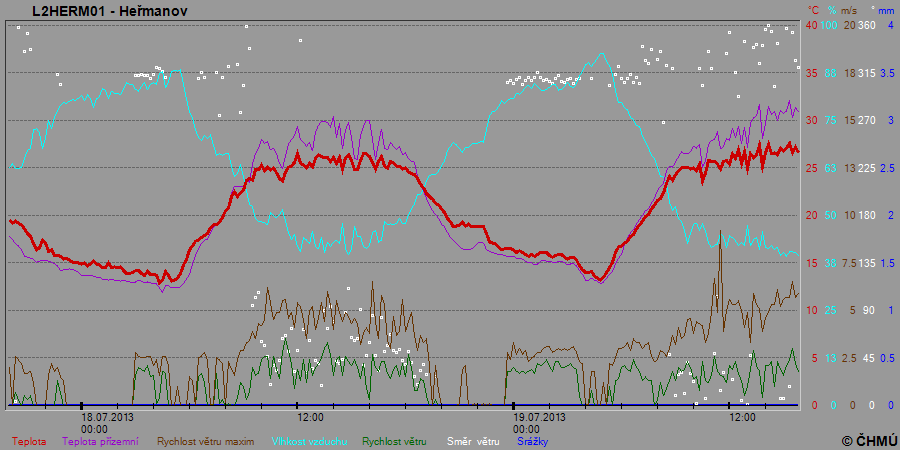 L2HERM01 - Heřmanov
°C % m/s ° mm
40 100 20 360 4
35 88 18 315 3.5
30 75 15 270 3
25 63 13 225 2.5
20 50 10 180 2
15 38 7.5 135 1.5
10 25 5 90 1
5 13 2.5 45 0.5
0 0 0 0 0
18.07.2013 12:00 19.07.2013 12:00
00:00 00:00
Teplota Teplota přízemní Rychlost větru maxim Vlhkost vzduchu Rychlost větru Směr větru Srážky © ČHMÚ